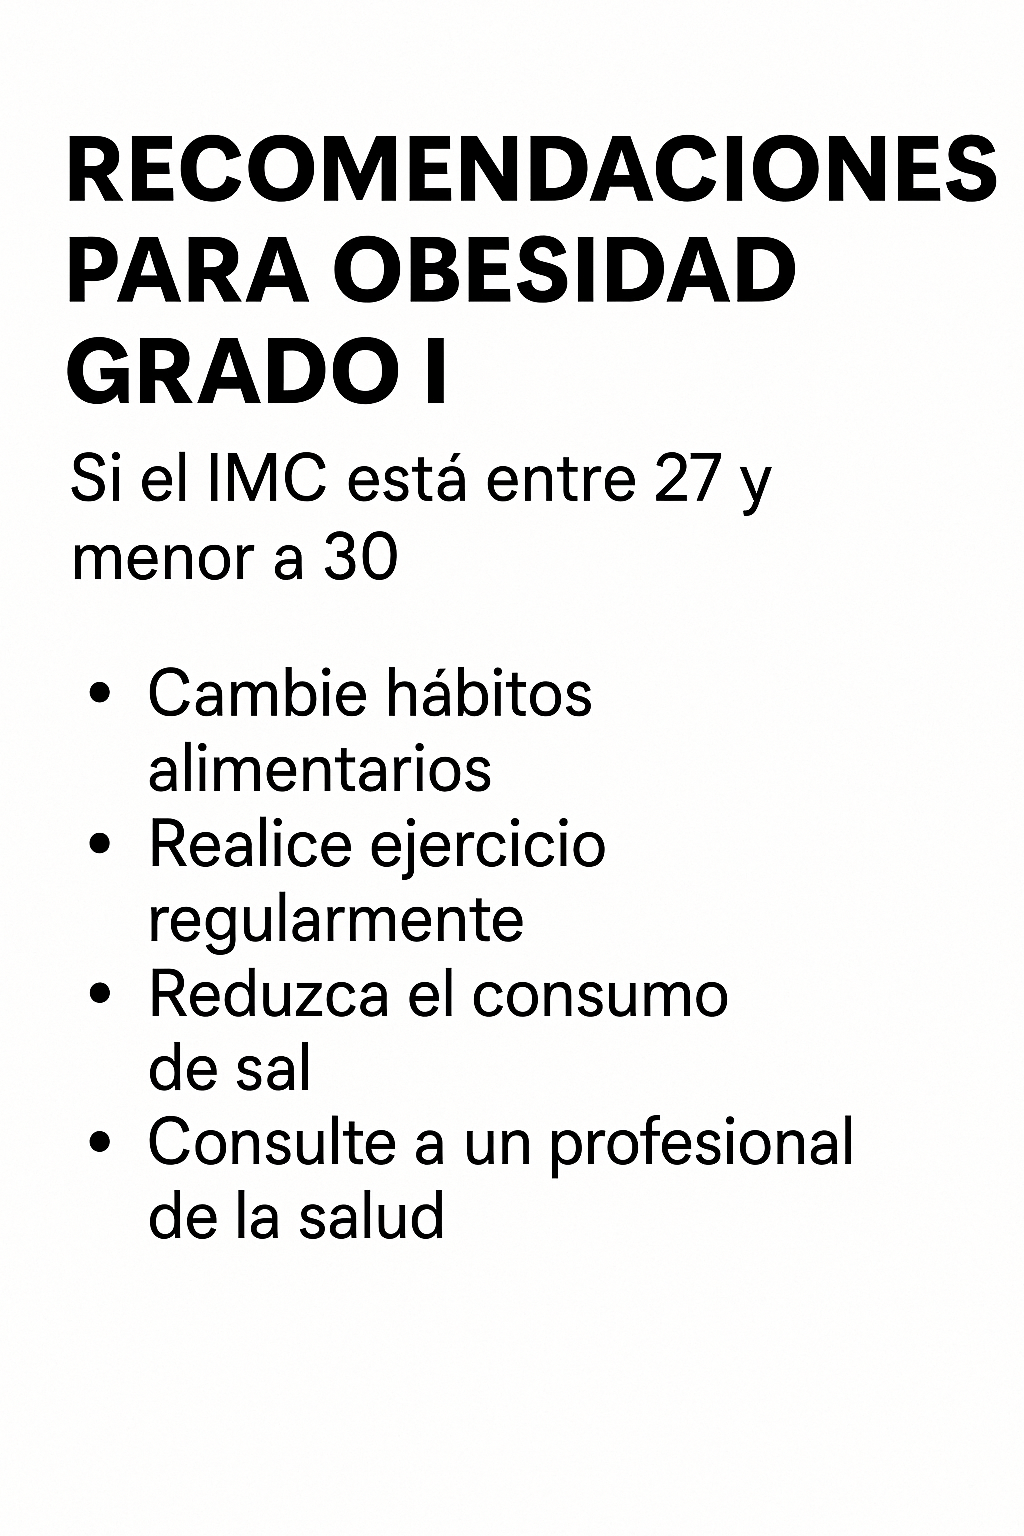 RECOMENDACIONES
PARA OBESIDAD
GRADO I
Si el IMC está entre 27 y
menor a 30
• Cambie hábitos
alimentarios
• Realice ejercicio
regularmente
• Reduzca el consumo
de sal
• Consulte a un profesional
de la salud